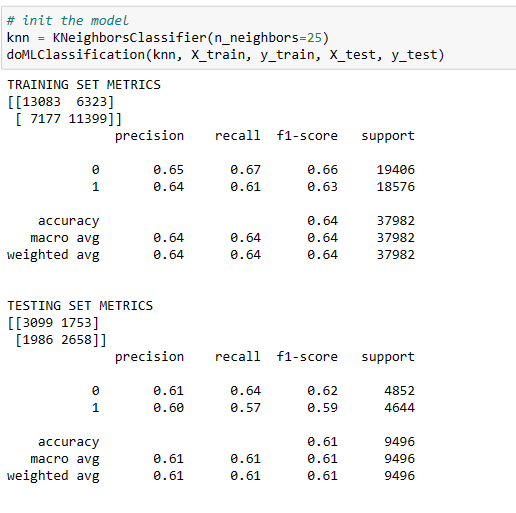 # init the model
knn = KNeighborsClassifier(n_neighbors=25)
doMLClassification(knn, X_train, y_train, X_test, y_test)
TRAINING SET METRICS
[[13083  6323]
 [ 7177 11399]]
              precision    recall  f1-score   support
           0       0.65      0.67      0.66     19406
           1       0.64      0.61      0.63     18576
    accuracy                           0.64     37982
   macro avg       0.64      0.64      0.64     37982
weighted avg       0.64      0.64      0.64     37982
TESTING SET METRICS
[[3099 1753]
 [1986 2658]]
              precision    recall  f1-score   support
           0       0.61      0.64      0.62      4852
           1       0.60      0.57      0.59      4644
    accuracy                           0.61      9496
   macro avg       0.61      0.61      0.61      9496
weighted avg       0.61      0.61      0.61      9496